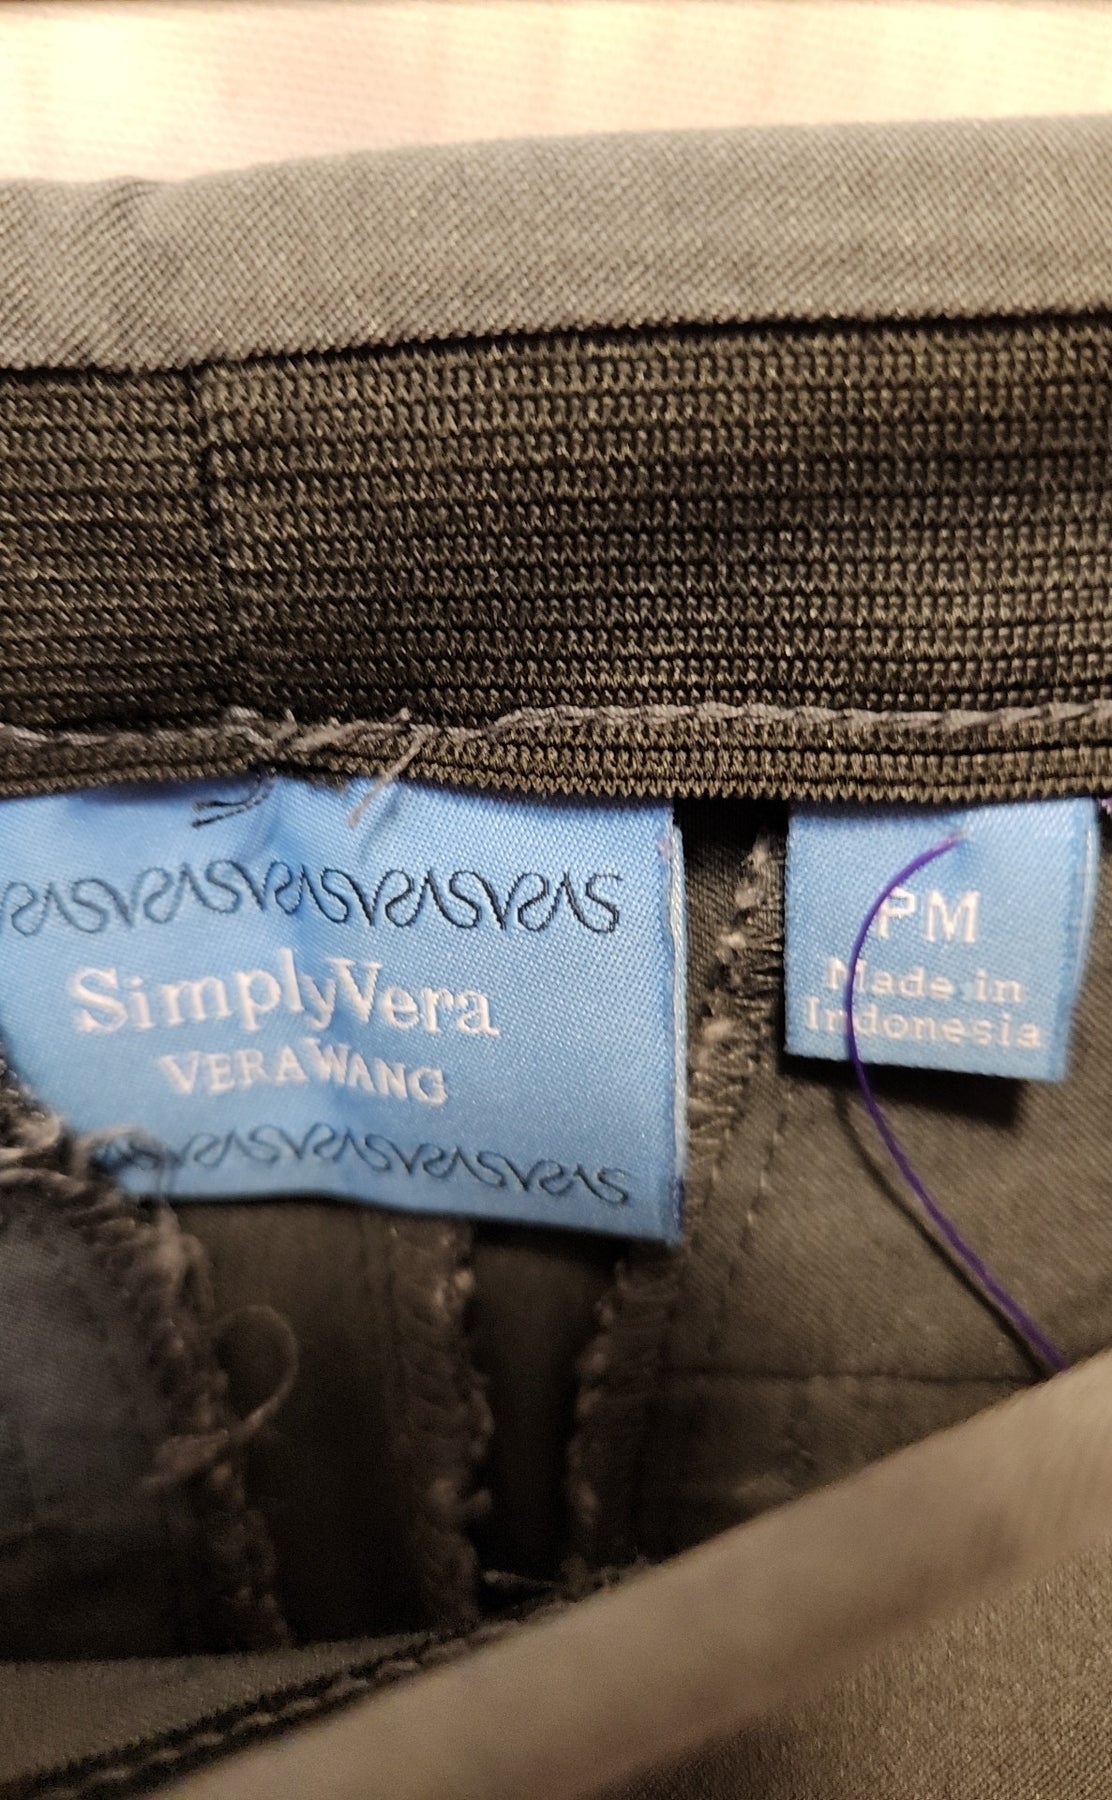 SimplyVera
VERA WANG
PM
Made in
Indonesia